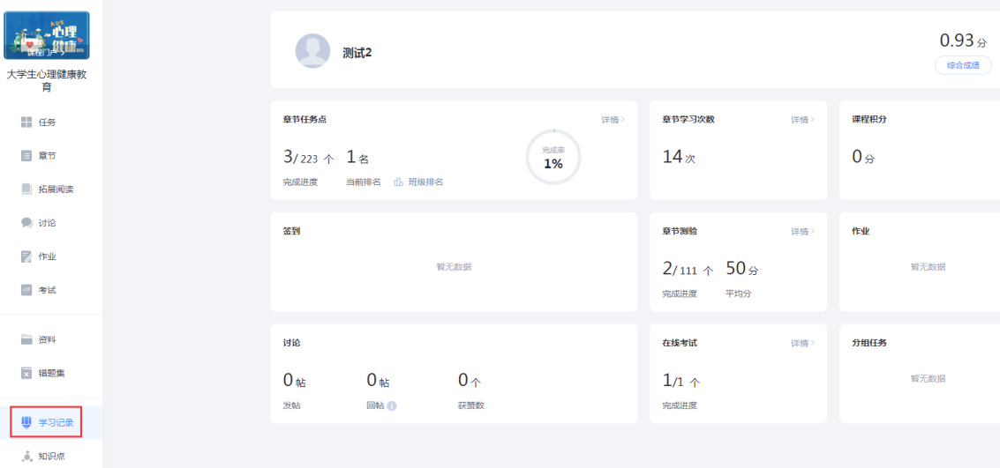 心理
健康
课程门户 >
大学生心理健康教
育
任务
章节
拓展阅读
讨论
作业
考试
资料
错题集
学习记录
知识点
测试2
0.93 分
综合成绩
章节任务点
详情 >
3/ 223 个 1 名
完成进度 当前排名 班级排名
完成率
1%
章节学习次数
详情 >
14 次
课程积分
0 分
签到
暂无数据
章节测验
详情 >
2/ 111 个 50 分
完成进度 平均分
作业
暂无数据
讨论
0 帖 0 帖 0 个
发帖 回帖 获赞数
在线考试
详情 >
1/1 个
完成进度
分组任务
暂无数据